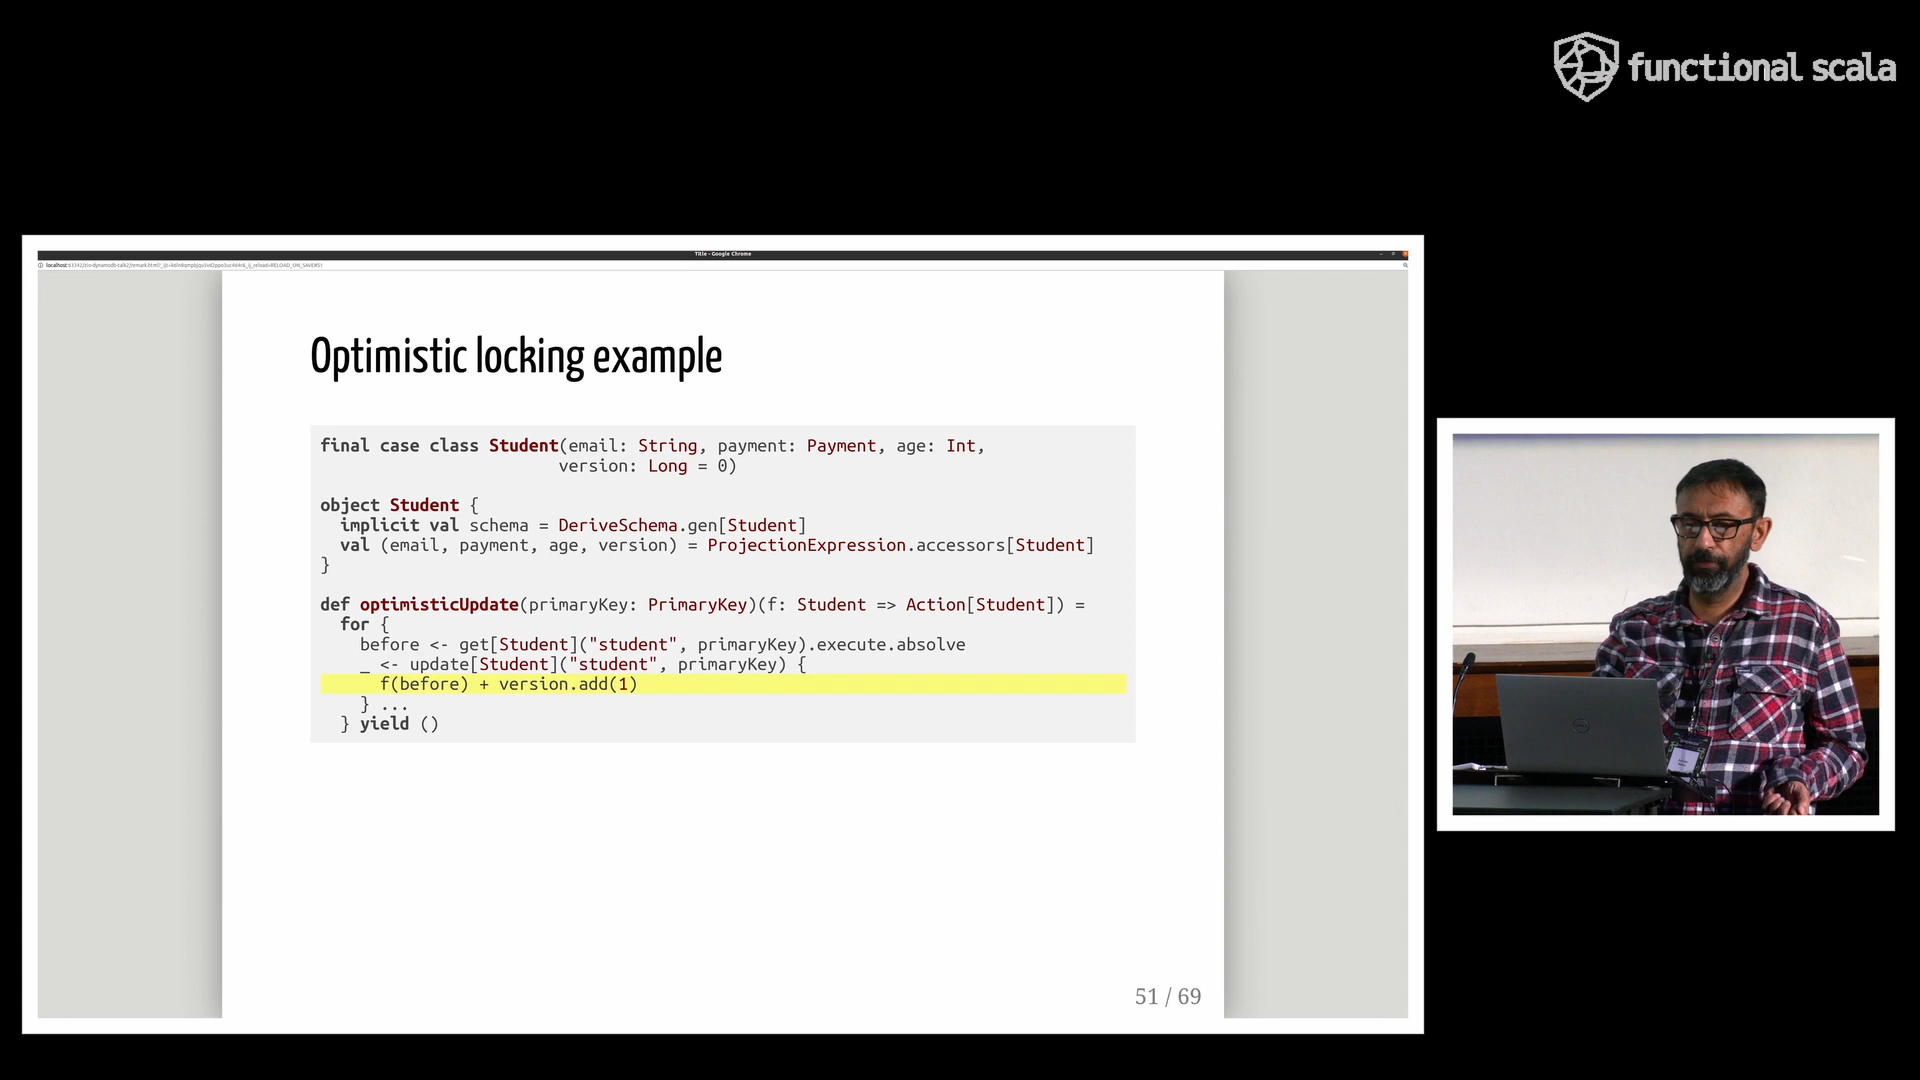 functional scala
Title - Google Chrome
Optimistic locking example
final case class Student(email: String, payment: Payment, age: Int,
                        version: Long = 0)
object Student {
  implicit val schema = DeriveSchema.gen[Student]
  val (email, payment, age, version) = ProjectionExpression.accessors[Student]
}
def optimisticUpdate(primaryKey: PrimaryKey)(f: Student => Action[Student]) =
  for {
    before <- get[Student]("student", primaryKey).execute.absolve
    _ <- update[Student]("student", primaryKey) {
      f(before) + version.add(1)
    } ...
  } yield ()
51 / 69